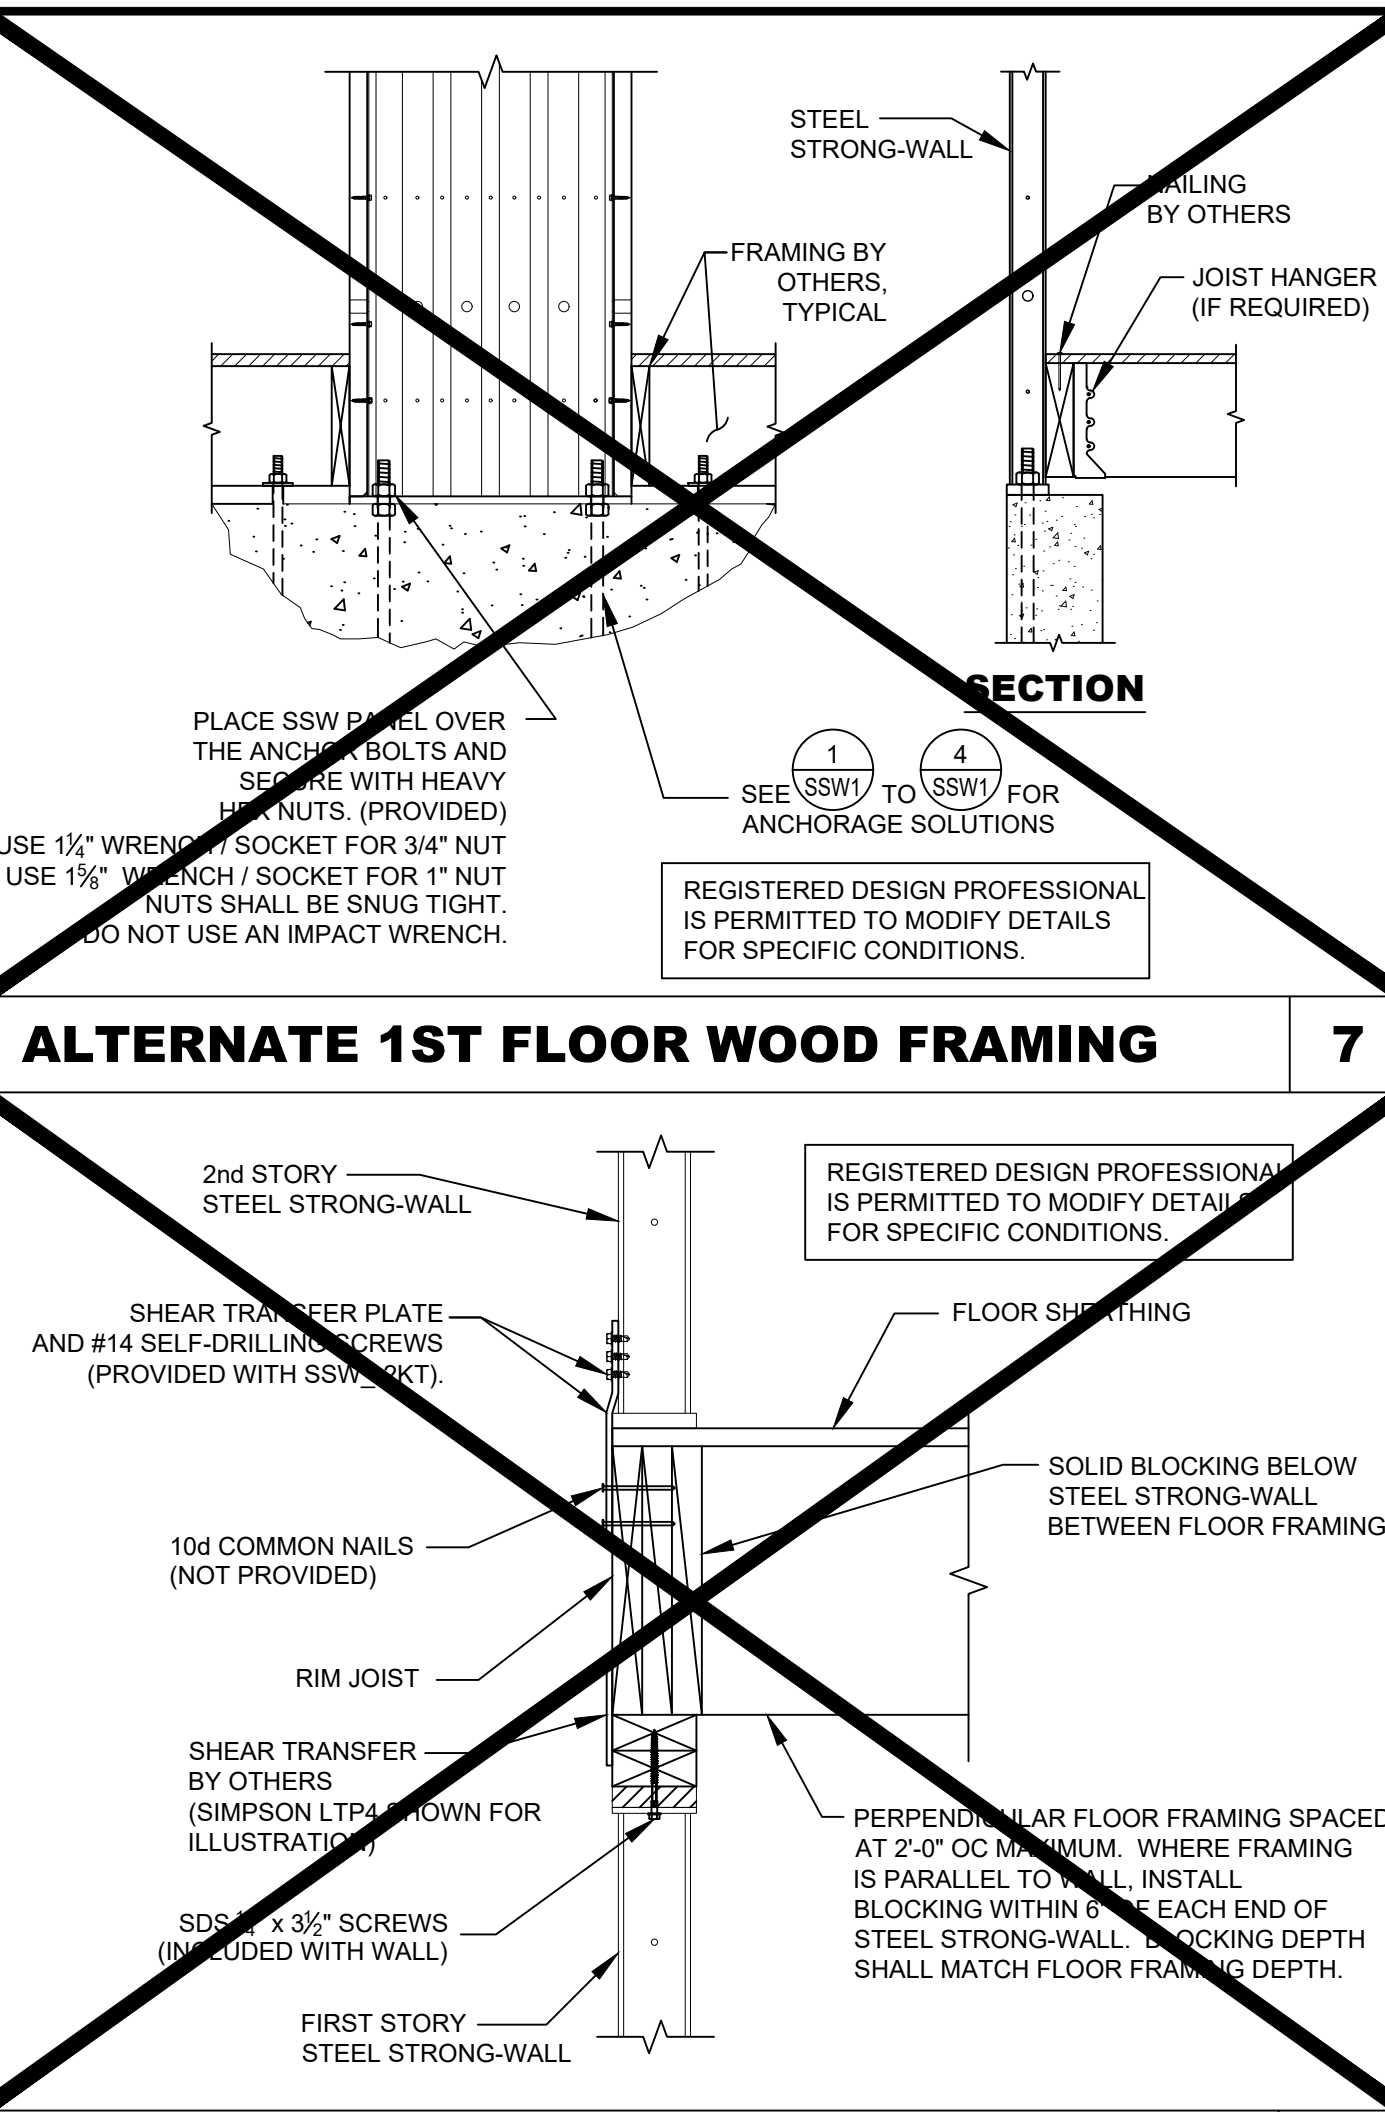 STEEL
STRONG-WALL
NAILING
BY OTHERS
FRAMING BY
OTHERS,
TYPICAL
JOIST HANGER
(IF REQUIRED)
SECTION
PLACE SSW PANEL OVER
THE ANCHOR BOLTS AND
SECURE WITH HEAVY
HEX NUTS. (PROVIDED)
USE 1¼" WRENCH / SOCKET FOR 3/4" NUT
USE 1⅝" WRENCH / SOCKET FOR 1" NUT
NUTS SHALL BE SNUG TIGHT.
DO NOT USE AN IMPACT WRENCH.
1 4
SEE SSW1 TO SSW1 FOR
ANCHORAGE SOLUTIONS
REGISTERED DESIGN PROFESSIONAL
IS PERMITTED TO MODIFY DETAILS
FOR SPECIFIC CONDITIONS.
ALTERNATE 1ST FLOOR WOOD FRAMING 7
2nd STORY
STEEL STRONG-WALL
REGISTERED DESIGN PROFESSIONAL
IS PERMITTED TO MODIFY DETAILS
FOR SPECIFIC CONDITIONS.
SHEAR TRANSFER PLATE
AND #14 SELF-DRILLING SCREWS
(PROVIDED WITH SSW_-2KT).
FLOOR SHEATHING
SOLID BLOCKING BELOW
STEEL STRONG-WALL
BETWEEN FLOOR FRAMING
10d COMMON NAILS
(NOT PROVIDED)
RIM JOIST
SHEAR TRANSFER
BY OTHERS
(SIMPSON LTP4 SHOWN FOR
ILLUSTRATION)
PERPENDICULAR FLOOR FRAMING SPACED
AT 2'-0" OC MAXIMUM. WHERE FRAMING
IS PARALLEL TO WALL, INSTALL
BLOCKING WITHIN 6" OF EACH END OF
STEEL STRONG-WALL. BLOCKING DEPTH
SHALL MATCH FLOOR FRAMING DEPTH.
SDS ¼" x 3½" SCREWS
(INCLUDED WITH WALL)
FIRST STORY
STEEL STRONG-WALL